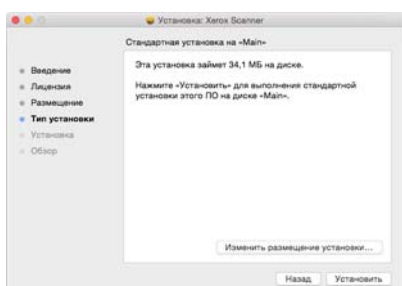 Установка: Xerox Scanner
Стандартная установка на «Main»
Введение
Лицензия
Размещение
Тип установки
Установка
Обзор
Эта установка займет 34,1 МБ на диске.
Нажмите «Установить» для выполнения стандартной
установки этого ПО на диске «Main».
Изменить размещение установки...
Назад
Установить